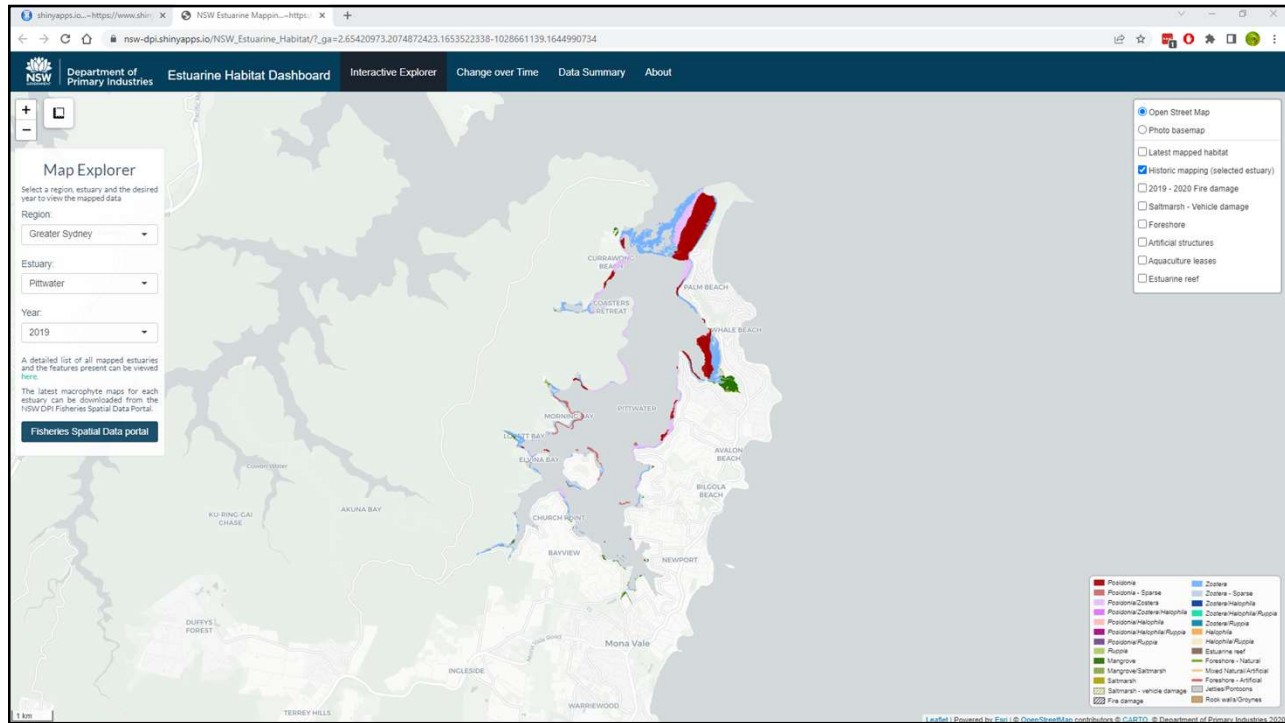 shinyapps.io...~https://www.shin
NSW Estuarine Mappin...~https:/
nsw-dpi.shinyapps.io/NSW_Estuarine_Habitat/?_ga=2.65420973.2074872423.1653522338-1028661139.1644990734
NSW
GOVERNMENT
Department of
Primary Industries
Estuarine Habitat Dashboard
Interactive Explorer
Change over Time
Data Summary
About
+
−
Map Explorer
Select a region, estuary and the desired
year to view the mapped data
Region:
Greater Sydney
Estuary:
Pittwater
Year:
2019
A detailed list of all mapped estuaries
and the features present can be viewed
here.
The latest macrophyte maps for each
estuary can be downloaded from the
NSW DPI Fisheries Spatial Data Portal.
Fisheries Spatial Data portal
Open Street Map
Photo basemap
Latest mapped habitat
Historic mapping (selected estuary)
2019 - 2020 Fire damage
Saltmarsh - Vehicle damage
Foreshore
Artificial structures
Aquaculture leases
Estuarine reef
CURRAWONG
BEACH
PALM BEACH
COASTERS
RETREAT
WHALE BEACH
MORNING BAY
PITTWATER
LOVETT BAY
ELVINA BAY
AVALON
BEACH
BILGOLA
BEACH
Cowan Water
KU-RING-GAI
CHASE
AKUNA BAY
CHURCH POINT
BAYVIEW
NEWPORT
DUFFYS
FOREST
Mona Vale
INGLESIDE
WARRIEWOOD
TERREY HILLS
1 km
Posidonia
Posidonia - Sparse
Posidonia/Zostera
Posidonia/Zostera/Halophila
Posidonia/Halophila
Posidonia/Halophila/Ruppia
Posidonia/Ruppia
Ruppia
Mangrove
Mangrove/Saltmarsh
Saltmarsh
Saltmarsh - vehicle damage
Fire damage
Zostera
Zostera - Sparse
Zostera/Halophila
Zostera/Halophila/Ruppia
Zostera/Ruppia
Halophila
Halophila/Ruppia
Estuarine reef
Foreshore - Natural
Mixed Natural/Artificial
Foreshore - Artificial
Jetties/Pontoons
Rock walls/Groynes
Leaflet | Powered by Esri | © OpenStreetMap contributors © CARTO, © Department of Primary Industries 2020